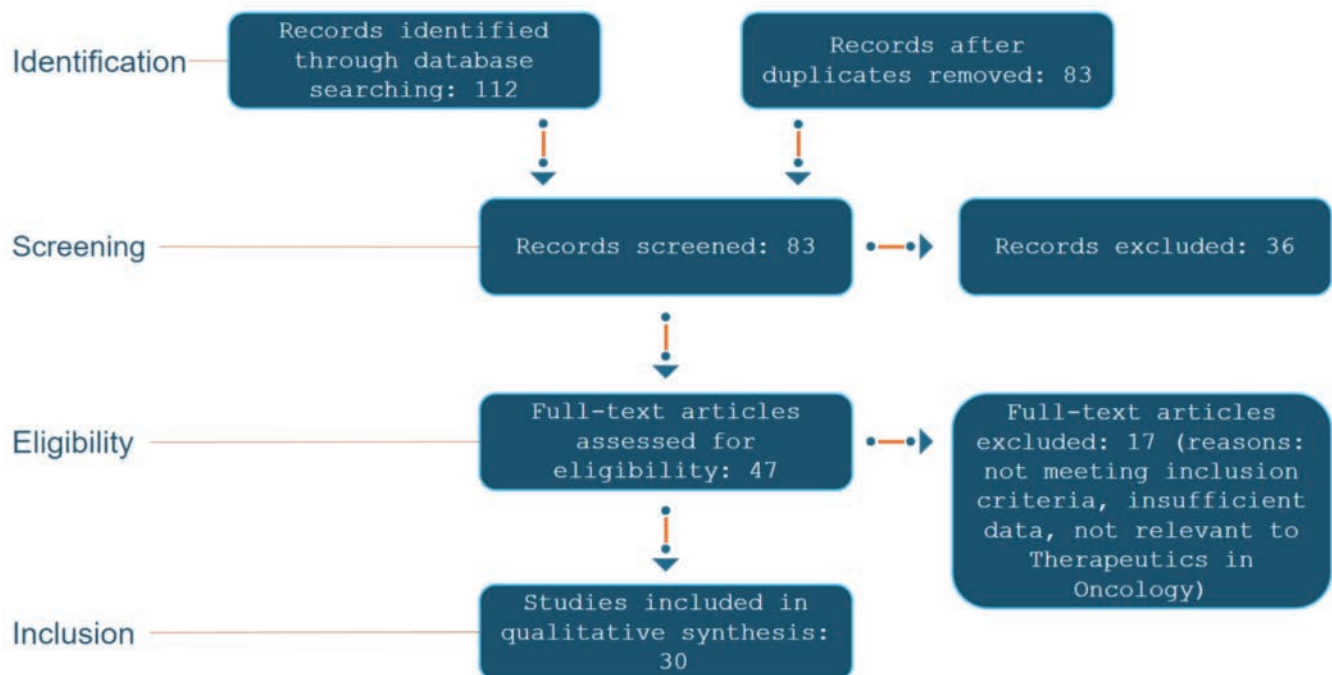 Identification
Records identified
through database
searching: 112
Records after
duplicates removed: 83
Screening
Records screened: 83
Records excluded: 36
Eligibility
Full-text articles
assessed for
eligibility: 47
Full-text articles
excluded: 17 (reasons:
not meeting inclusion
criteria, insufficient
data, not relevant to
Therapeutics in
Oncology)
Inclusion
Studies included in
qualitative synthesis:
30